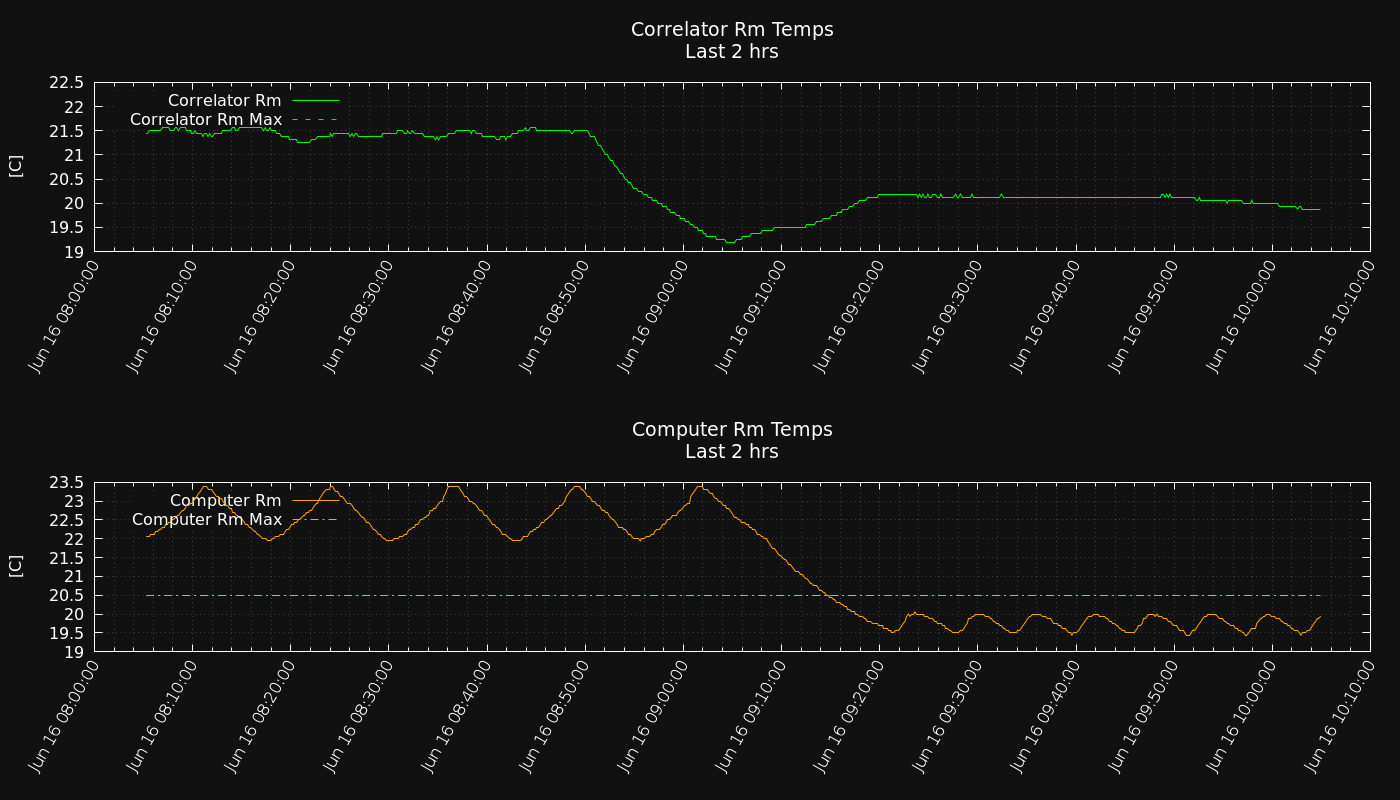 Correlator Rm Temps
Last 2 hrs
22.5
22
21.5
21
20.5
20
19.5
19
[C]
Correlator Rm
Correlator Rm Max
Jun 16 08:00:00
Jun 16 08:10:00
Jun 16 08:20:00
Jun 16 08:30:00
Jun 16 08:40:00
Jun 16 08:50:00
Jun 16 09:00:00
Jun 16 09:10:00
Jun 16 09:20:00
Jun 16 09:30:00
Jun 16 09:40:00
Jun 16 09:50:00
Jun 16 10:00:00
Jun 16 10:10:00
Computer Rm Temps
Last 2 hrs
23.5
23
22.5
22
21.5
21
20.5
20
19.5
19
[C]
Computer Rm
Computer Rm Max
Jun 16 08:00:00
Jun 16 08:10:00
Jun 16 08:20:00
Jun 16 08:30:00
Jun 16 08:40:00
Jun 16 08:50:00
Jun 16 09:00:00
Jun 16 09:10:00
Jun 16 09:20:00
Jun 16 09:30:00
Jun 16 09:40:00
Jun 16 09:50:00
Jun 16 10:00:00
Jun 16 10:10:00